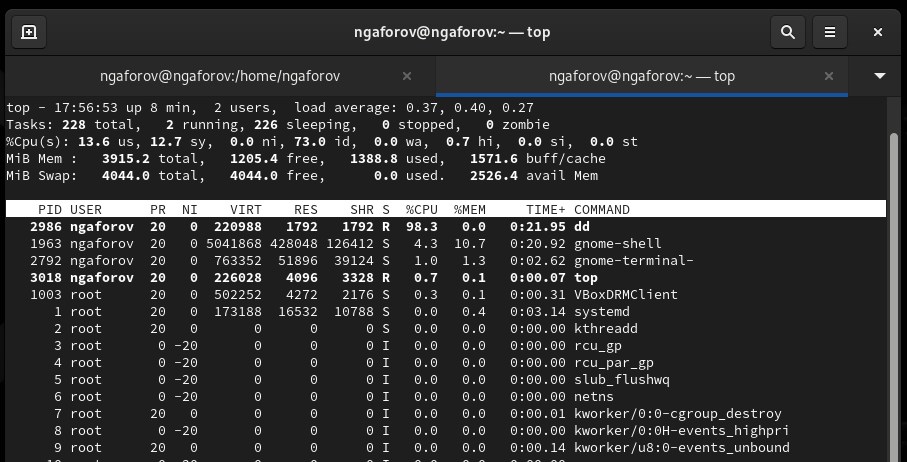 ngaforov@ngaforov:~ — top
ngaforov@ngaforov:/home/ngaforov × ngaforov@ngaforov:~ — top ×
top - 17:56:53 up 8 min,  2 users,  load average: 0.37, 0.40, 0.27
Tasks: 228 total,   2 running, 226 sleeping,   0 stopped,   0 zombie
%Cpu(s): 13.6 us, 12.7 sy,  0.0 ni, 73.0 id,  0.0 wa,  0.7 hi,  0.0 si,  0.0 st
MiB Mem :   3915.2 total,   1205.4 free,   1388.8 used,   1571.6 buff/cache
MiB Swap:   4044.0 total,   4044.0 free,      0.0 used.   2526.4 avail Mem
PID USER      PR  NI    VIRT    RES    SHR S  %CPU  %MEM     TIME+ COMMAND
2986 ngaforov  20   0  220988   1792   1792 R  98.3   0.0   0:21.95 dd
1963 ngaforov  20   0 5041868 428048 126412 S   4.3  10.7   0:20.92 gnome-shell
2792 ngaforov  20   0  763352  51896  39124 S   1.0   1.3   0:02.62 gnome-terminal-
3018 ngaforov  20   0  226028   4096   3328 R   0.7   0.1   0:00.07 top
1003 root      20   0  502252   4272   2176 S   0.3   0.1   0:00.31 VBoxDRMClient
1 root      20   0  173188  16532  10788 S   0.0   0.4   0:03.14 systemd
2 root      20   0       0      0      0 S   0.0   0.0   0:00.00 kthreadd
3 root       0 -20       0      0      0 I   0.0   0.0   0:00.00 rcu_gp
4 root       0 -20       0      0      0 I   0.0   0.0   0:00.00 rcu_par_gp
5 root       0 -20       0      0      0 I   0.0   0.0   0:00.00 slub_flushwq
6 root       0 -20       0      0      0 I   0.0   0.0   0:00.00 netns
7 root      20   0       0      0      0 I   0.0   0.0   0:00.01 kworker/0:0-cgroup_destroy
8 root       0 -20       0      0      0 I   0.0   0.0   0:00.00 kworker/0:0H-events_highpri
9 root      20   0       0      0      0 I   0.0   0.0   0:00.14 kworker/u8:0-events_unbound